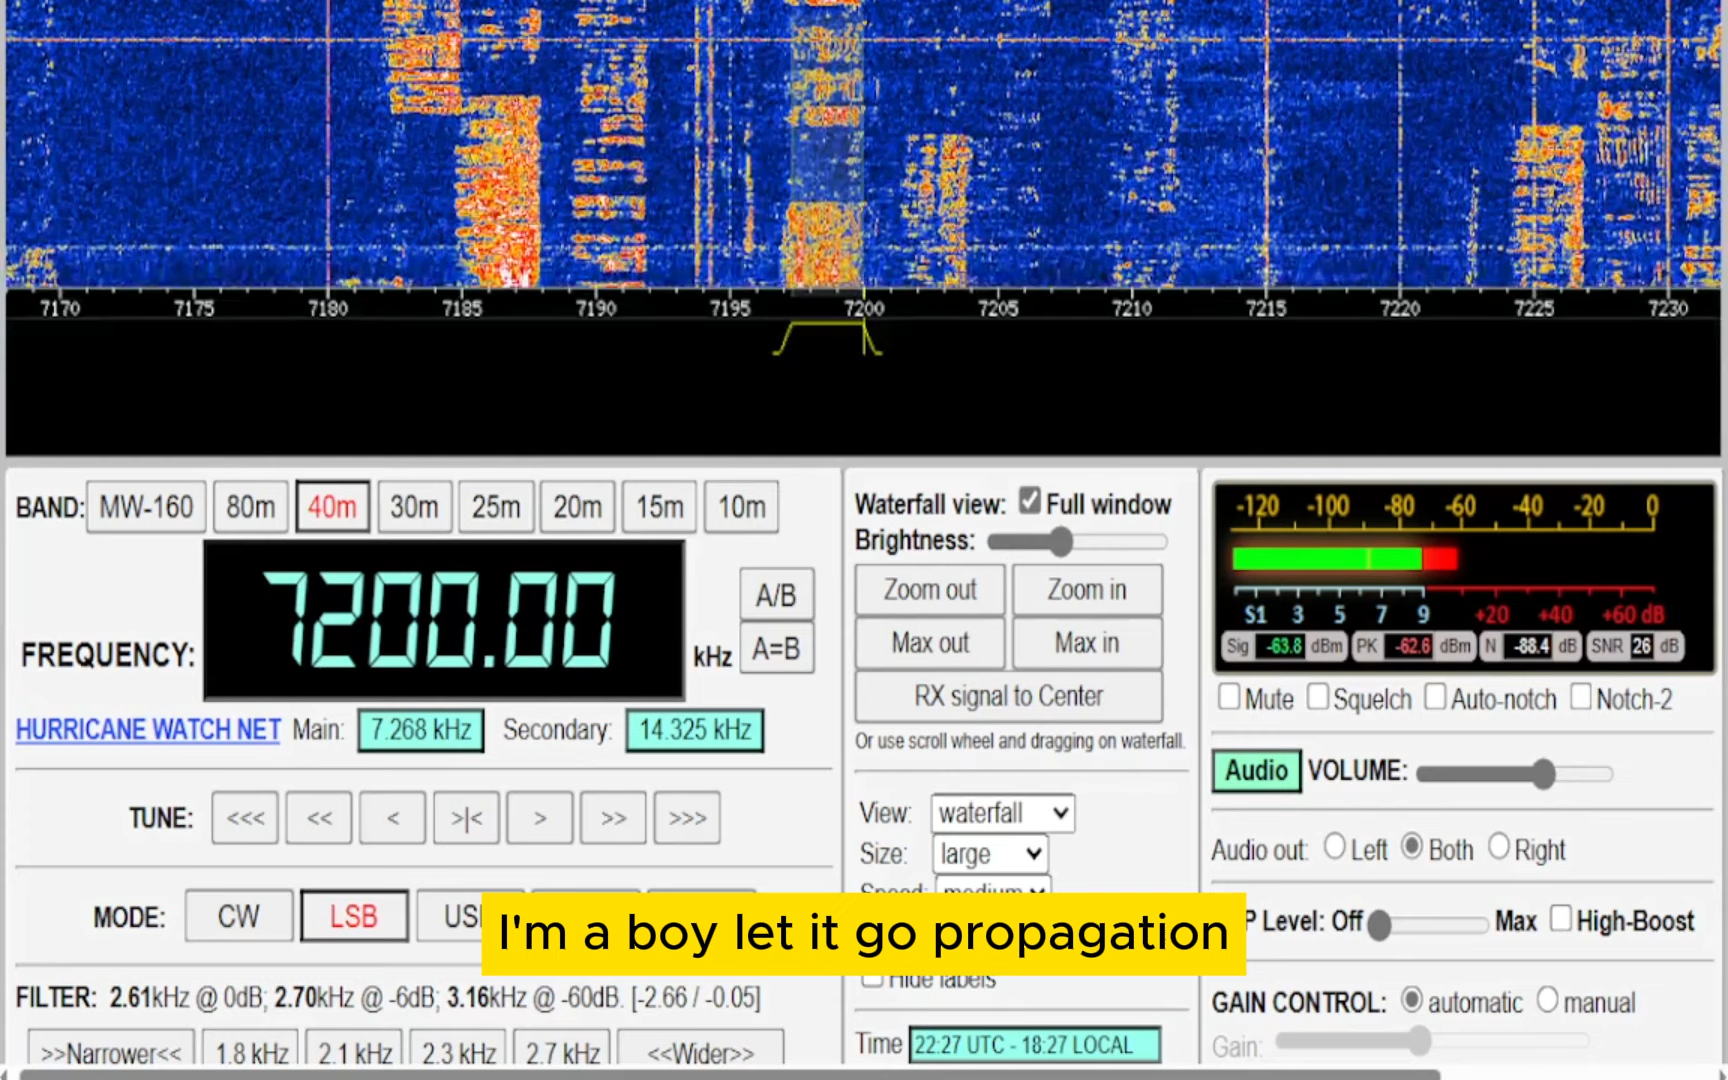 7170 7175 7180 7185 7190 7195 7200 7205 7210 7215 7220 7225 7230
BAND: MW-160 80m 40m 30m 25m 20m 15m 10m
7200.00
FREQUENCY: kHz
A/B
A=B
HURRICANE WATCH NET Main: 7.268 kHz Secondary: 14.325 kHz
TUNE: <<< << < >|< > >> >>>
MODE: CW LSB
FILTER: 2.61kHz @ 0dB; 2.70kHz @ -6dB; 3.16kHz @ -60dB. [-2.66 / -0.05]
>>Narrower<< 1.8 kHz 2.1 kHz 2.3 kHz 2.7 kHz <<Wider>>
Waterfall view: Full window
Brightness:
Zoom out Zoom in
Max out Max in
RX signal to Center
Or use scroll wheel and dragging on waterfall.
View: waterfall
Size: large
Speed: medium
I'm a boy let it go propagation
Hide labels
Time 22:27 UTC - 18:27 LOCAL
-120 -100 -80 -60 -40 -20 0
S1 3 5 7 9 +20 +40 +60 dB
Sig -63.8 dBm PK -62.6 dBm N -88.4 dB SNR 26 dB
Mute Squelch Auto-notch Notch-2
Audio VOLUME:
Audio out: Left Both Right
Level: Off Max High-Boost
GAIN CONTROL: automatic manual
Gain: